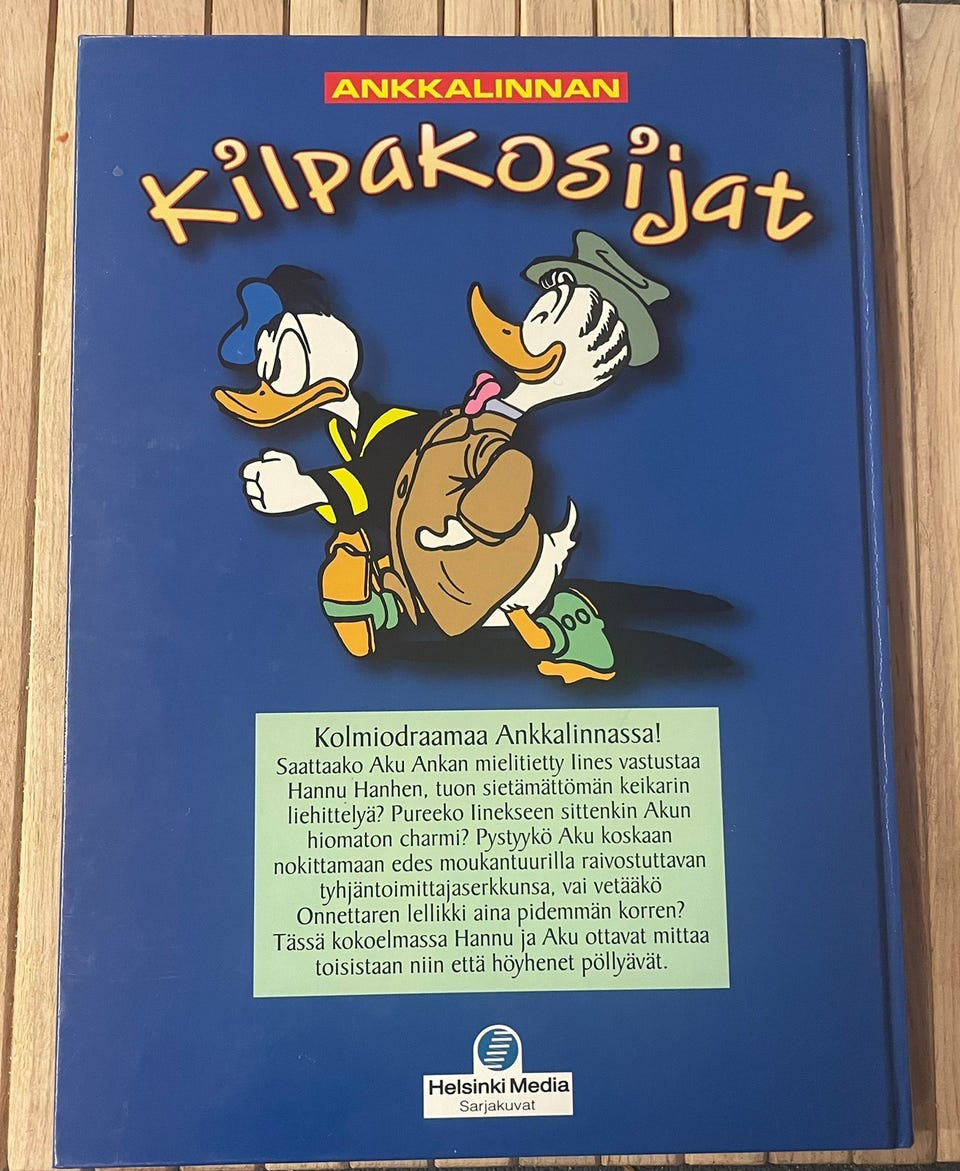 ANKKALINNAN
Kilpakosijat
Kolmiodraamaa Ankkalinnassa!
Saattaako Aku Ankan mielitietty Iines vastustaa
Hannu Hanhen, tuon sietämättömän keikarin
liehittelyä? Pureeko Iinekseen sittenkin Akun
hiomaton charmi? Pystyykö Aku koskaan
nokittamaan edes moukantuurilla raivostuttavan
tyhjäntoimittajaserkkunsa, vai vetääkö
Onnettaren lellikki aina pidemmän korren?
Tässä kokoelmassa Hannu ja Aku ottavat mittaa
toisistaan niin että höyhenet pöllyävät.
Helsinki Media
Sarjakuvat